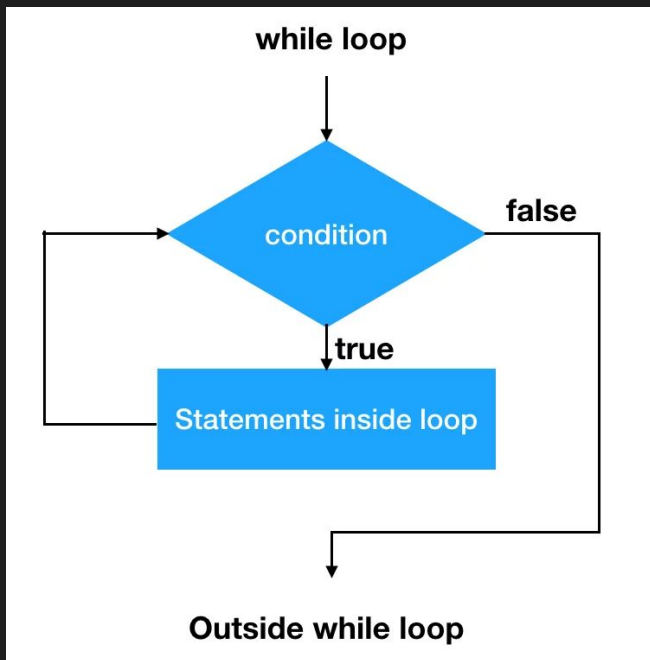 while loop
condition
false
true
Statements inside loop
Outside while loop